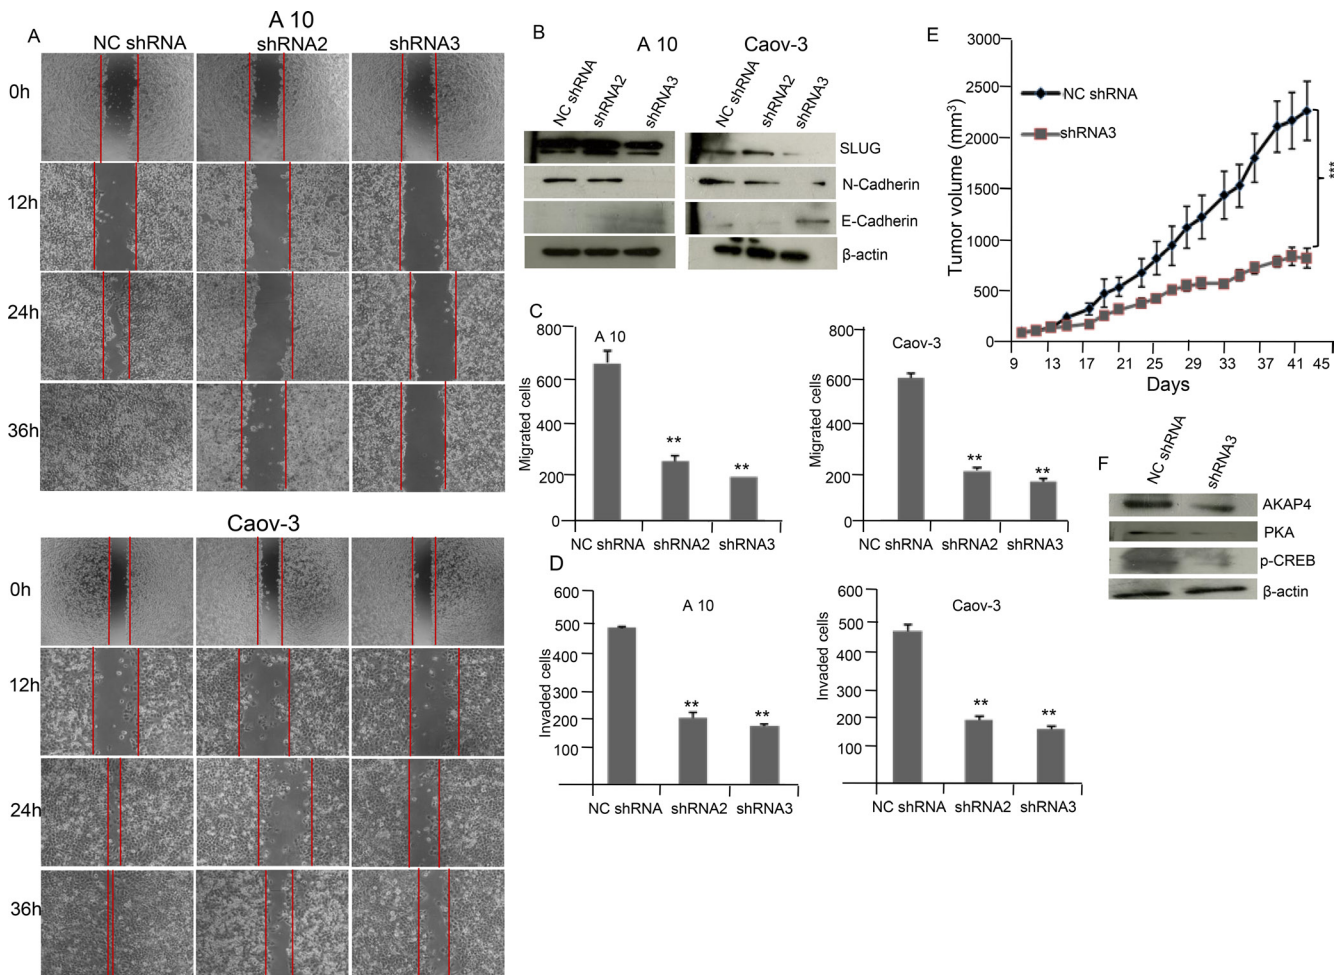 A
A 10
NC shRNA
shRNA2
shRNA3
0h
12h
24h
36h
Caov-3
0h
12h
24h
36h
B
A 10
Caov-3
NC shRNA
shRNA2
shRNA3
NC shRNA
shRNA2
shRNA3
SLUG
N-Cadherin
E-Cadherin
β-actin
C
A 10
Migrated cells
800
600
400
200
0
**
**
NC shRNA
shRNA2
shRNA3
Caov-3
Migrated cells
800
600
400
200
0
**
**
NC shRNA
shRNA2
shRNA3
D
A 10
Invaded cells
600
500
400
300
200
100
**
**
NC shRNA
shRNA2
shRNA3
Caov-3
Invaded cells
600
500
400
300
200
100
**
**
NC shRNA
shRNA2
shRNA3
E
Tumor volume (mm³)
3000
2500
2000
1500
1000
500
0
NC shRNA
shRNA3
***
9 13 17 21 25 29 33 37 41 45
Days
F
NC shRNA
shRNA3
AKAP4
PKA
p-CREB
β-actin